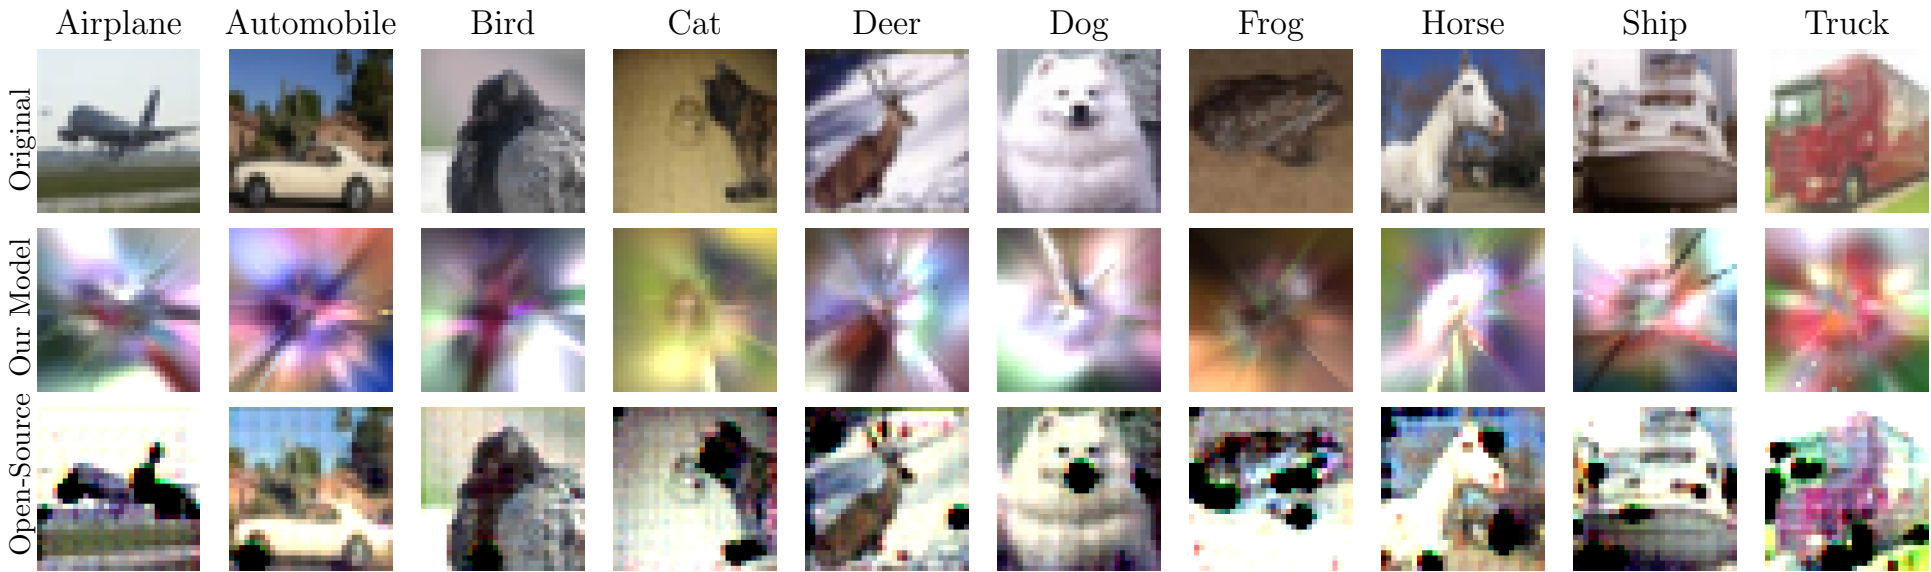 Airplane Automobile Bird Cat Deer Dog Frog Horse Ship Truck
Original
Our Model
Open-Source